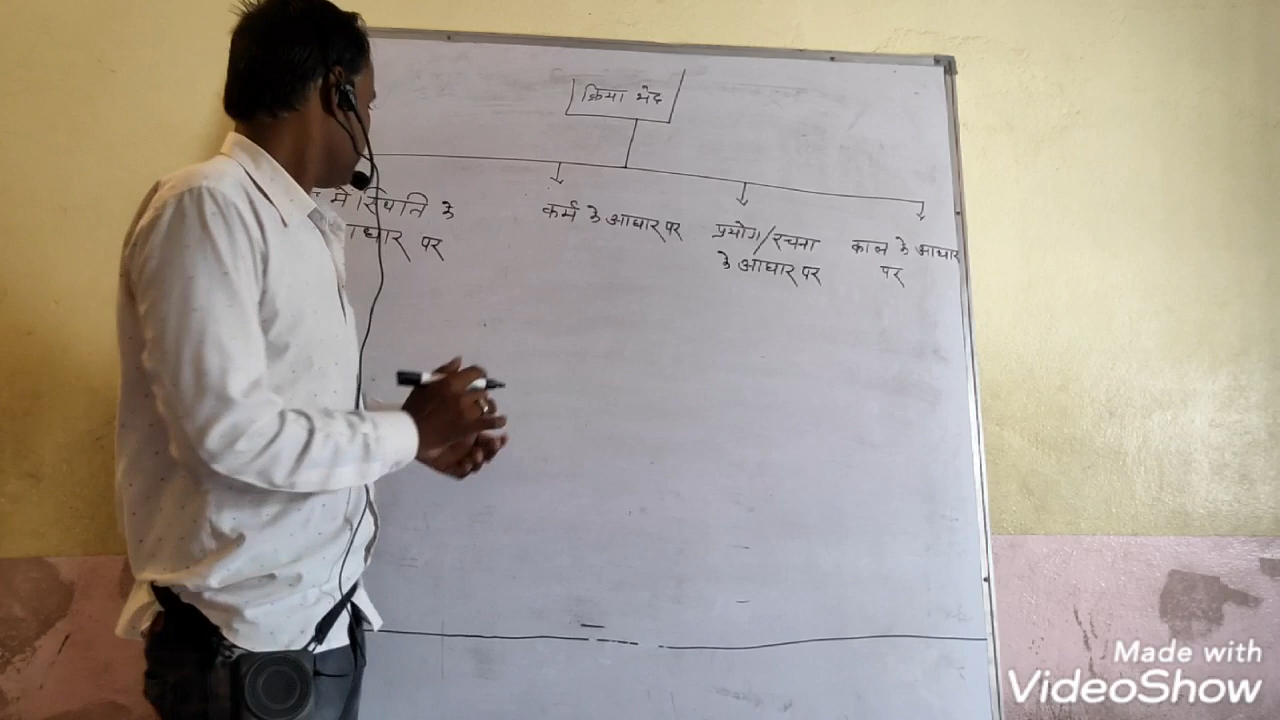 क्रिया भेद
में स्थिति के
आधार पर
कर्म के आधार पर
प्रयोग/रचना
के आधार पर
काल के आधार
पर
Made with
VideoShow